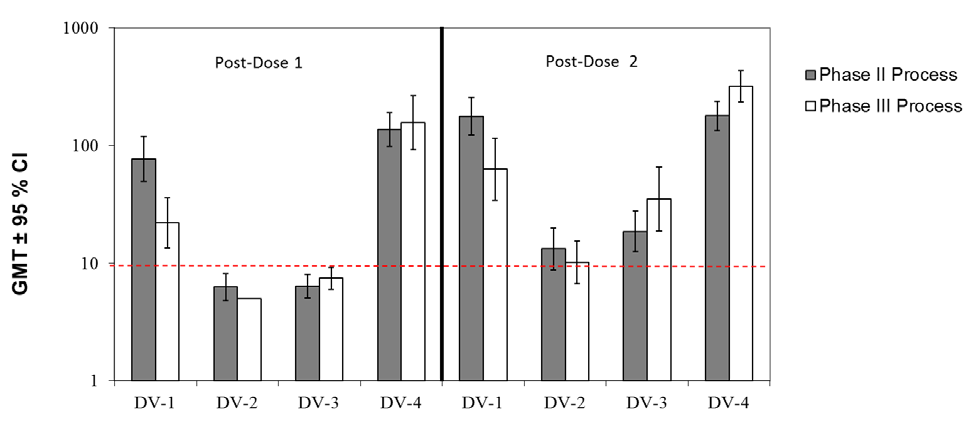 1000
100
10
1
GMT ± 95 % CI
Post-Dose 1
Post-Dose 2
Phase II Process
Phase III Process
DV-1 DV-2 DV-3 DV-4 DV-1 DV-2 DV-3 DV-4